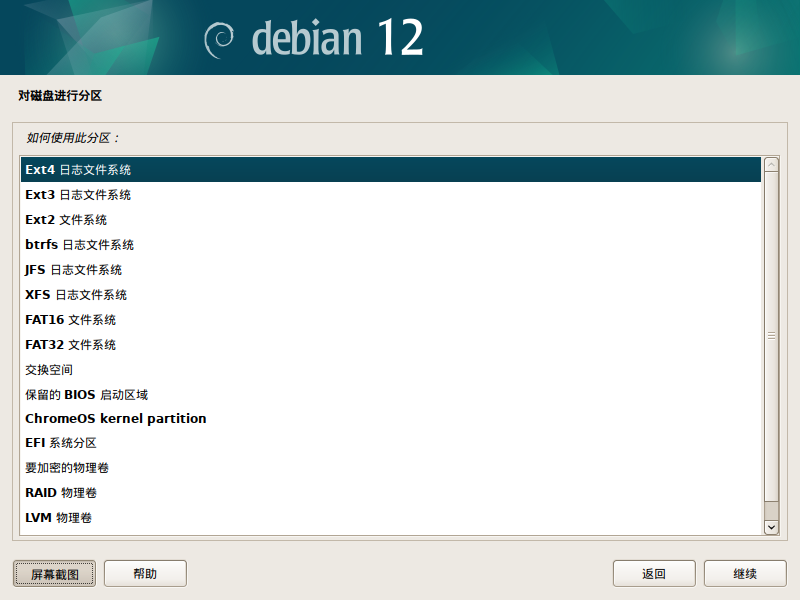 debian 12
对磁盘进行分区
如何使用此分区：
Ext4 日志文件系统
Ext3 日志文件系统
Ext2 文件系统
btrfs 日志文件系统
JFS 日志文件系统
XFS 日志文件系统
FAT16 文件系统
FAT32 文件系统
交换空间
保留的 BIOS 启动区域
ChromeOS kernel partition
EFI 系统分区
要加密的物理卷
RAID 物理卷
LVM 物理卷
屏幕截图 帮助 返回 继续